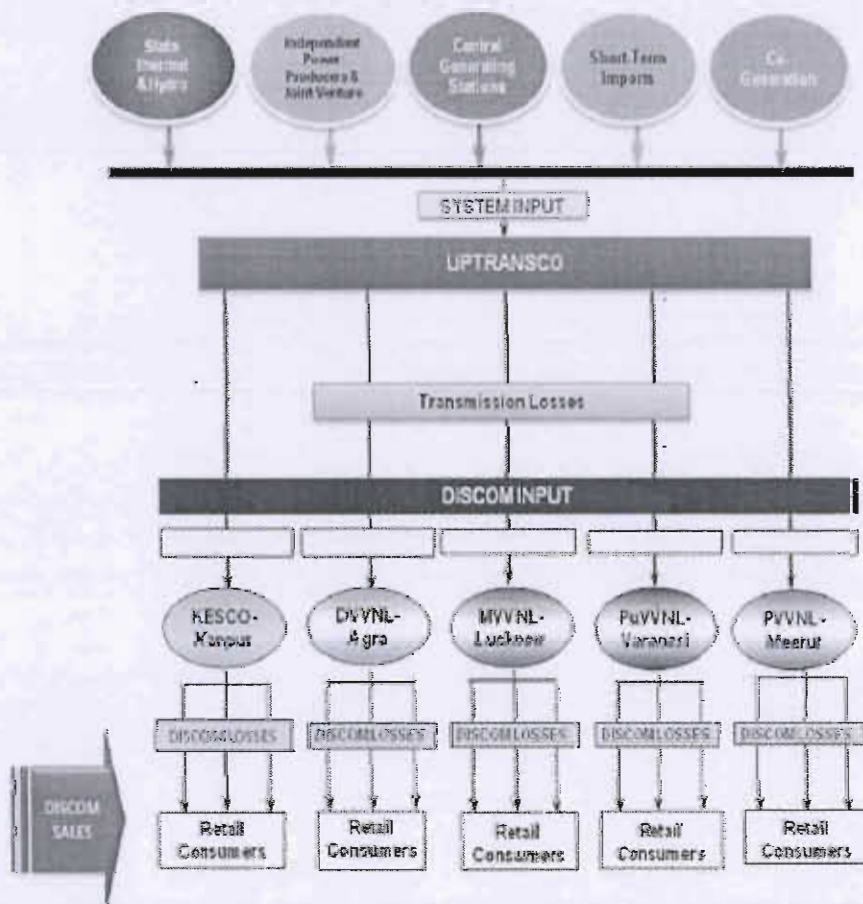 State
Thermal
& Hydro
Independent
Power
Producers &
Joint Venture
Central
Generating
Stations
Short-Term
Imports
Co-
Generation
SYSTEM INPUT
UPTRANSCO
Transmission Losses
DISCOM INPUT
KESCO-
Kanpur
DVVNL-
Agra
MVVNL-
Lucknow
PuVVNL-
Varanasi
PVVNL-
Meerut
DISCOM LOSSES
DISCOM LOSSES
DISCOM LOSSES
DISCOM LOSSES
DISCOM LOSSES
DISCOM
SALES
Retail
Consumers
Retail
Consumers
Retail
Consumers
Retail
Consumers
Retail
Consumers